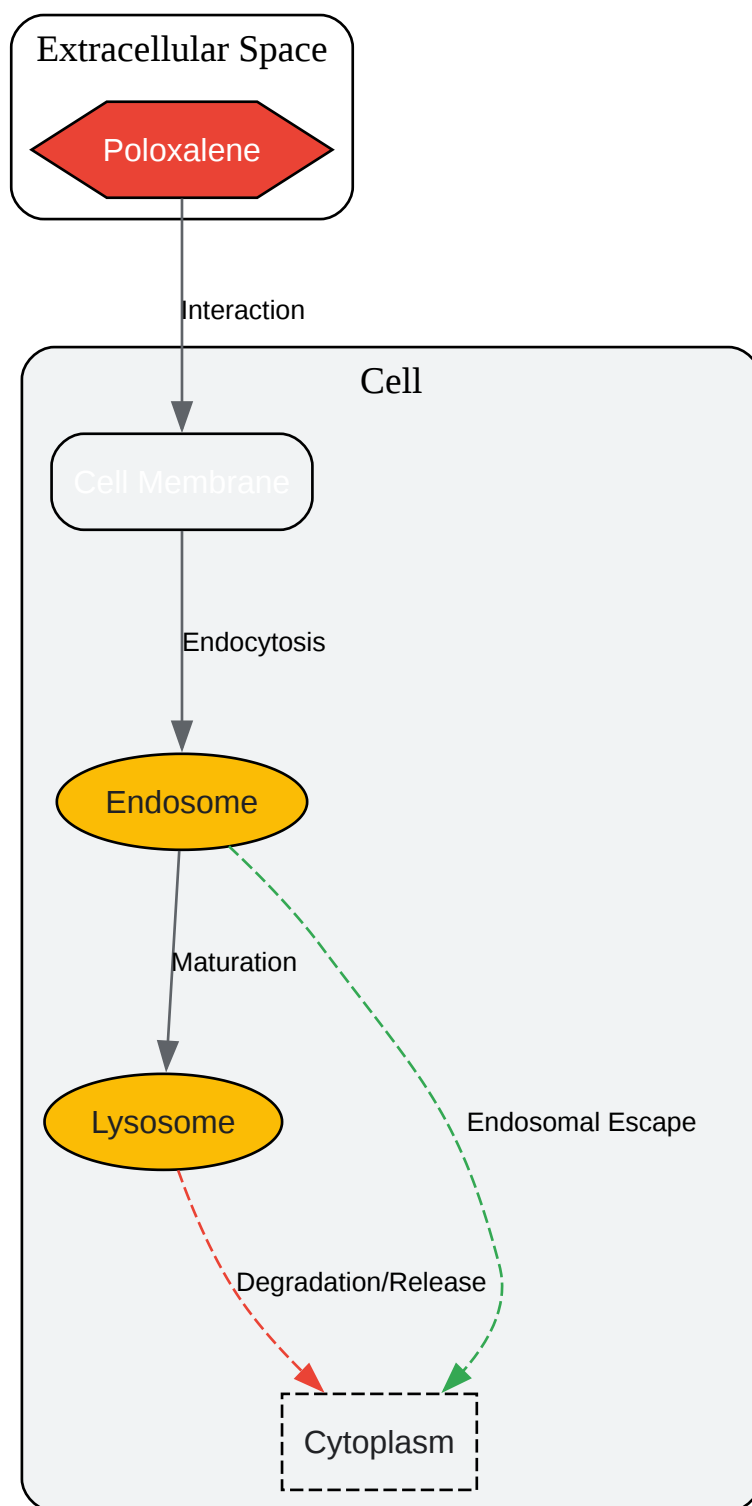 Extracellular Space
Poloxalene
Interaction
Cell
Cell Membrane
Endocytosis
Endosome
Maturation
Lysosome
Endosomal Escape
Degradation/Release
Cytoplasm